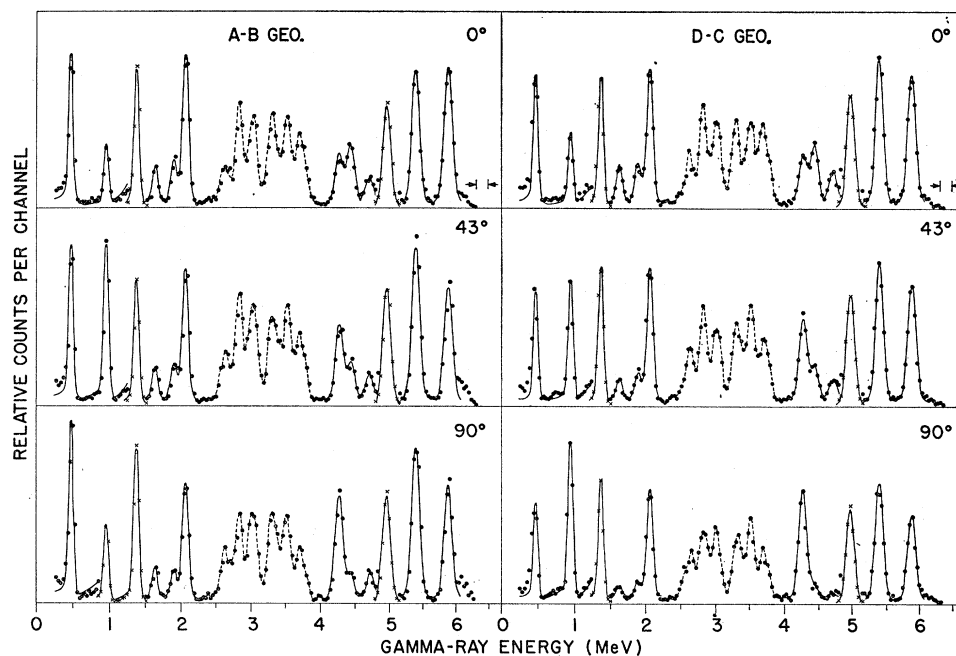 A-B GEO.
0°
D-C GEO.
0°
43°
43°
90°
90°
RELATIVE COUNTS PER CHANNEL
0 1 2 3 4 5 6 0 1 2 3 4 5 6
GAMMA-RAY ENERGY (MeV)